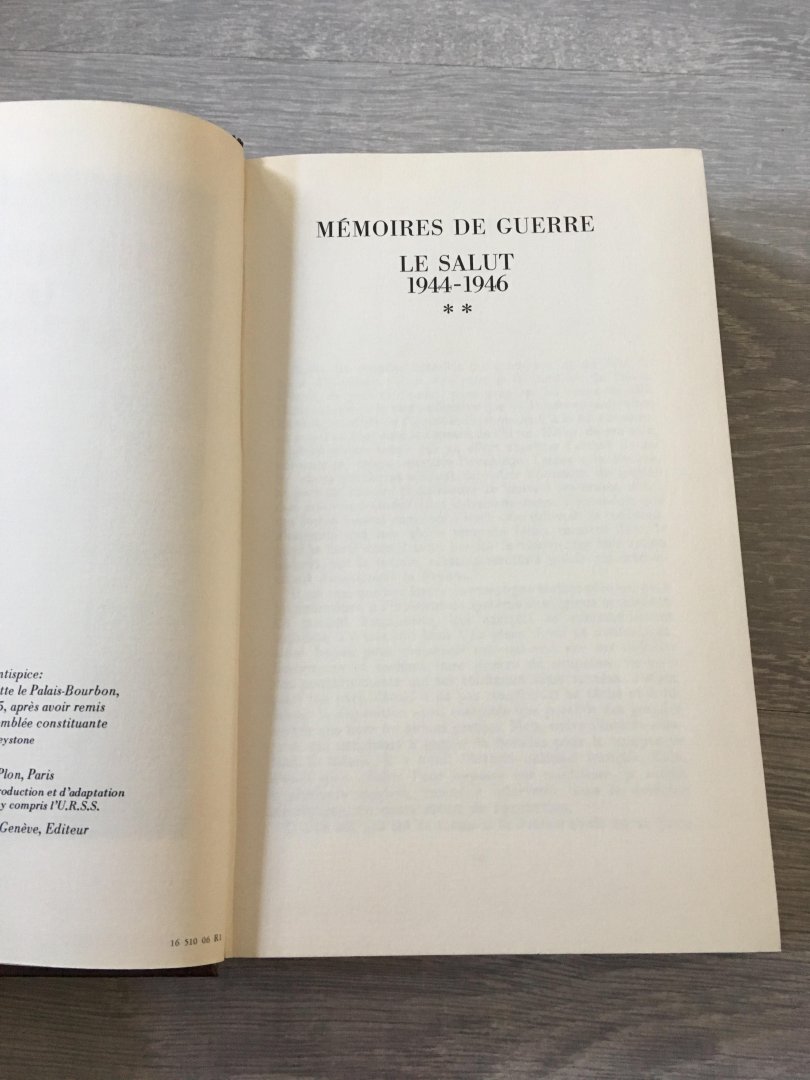 ntispice:
tte le Palais-Bourbon,
5, après avoir remis
mblée constituante
eystone
Plon, Paris
roduction et d'adaptation
y compris l'U.R.S.S.
Genève, Editeur
16 510 06 R1
MÉMOIRES DE GUERRE
LE SALUT
1944-1946
* *